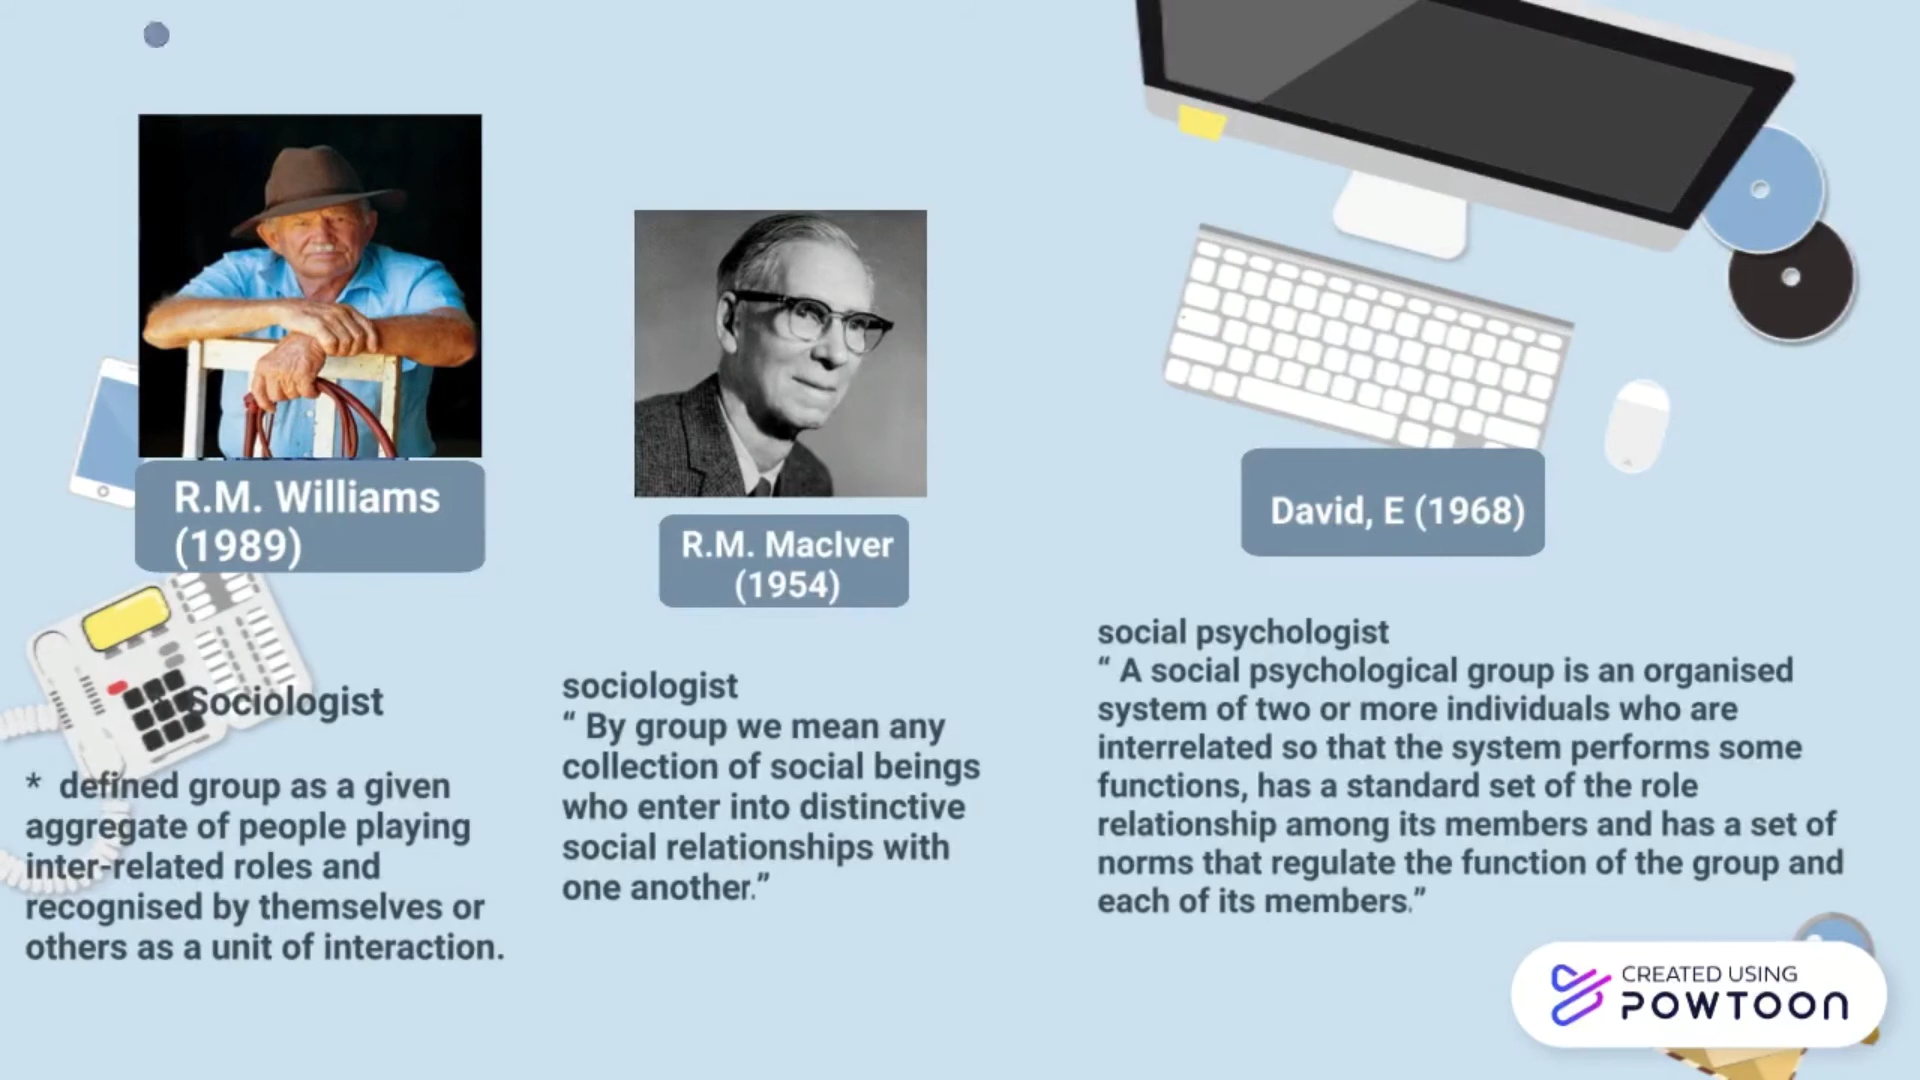 R.M. Williams
(1989)
Sociologist
* defined group as a given
aggregate of people playing
inter-related roles and
recognised by themselves or
others as a unit of interaction.
R.M. MacIver
(1954)
sociologist
“ By group we mean any
collection of social beings
who enter into distinctive
social relationships with
one another.”
David, E (1968)
social psychologist
“ A social psychological group is an organised
system of two or more individuals who are
interrelated so that the system performs some
functions, has a standard set of the role
relationship among its members and has a set of
norms that regulate the function of the group and
each of its members.”
CREATED USING
POWTOON